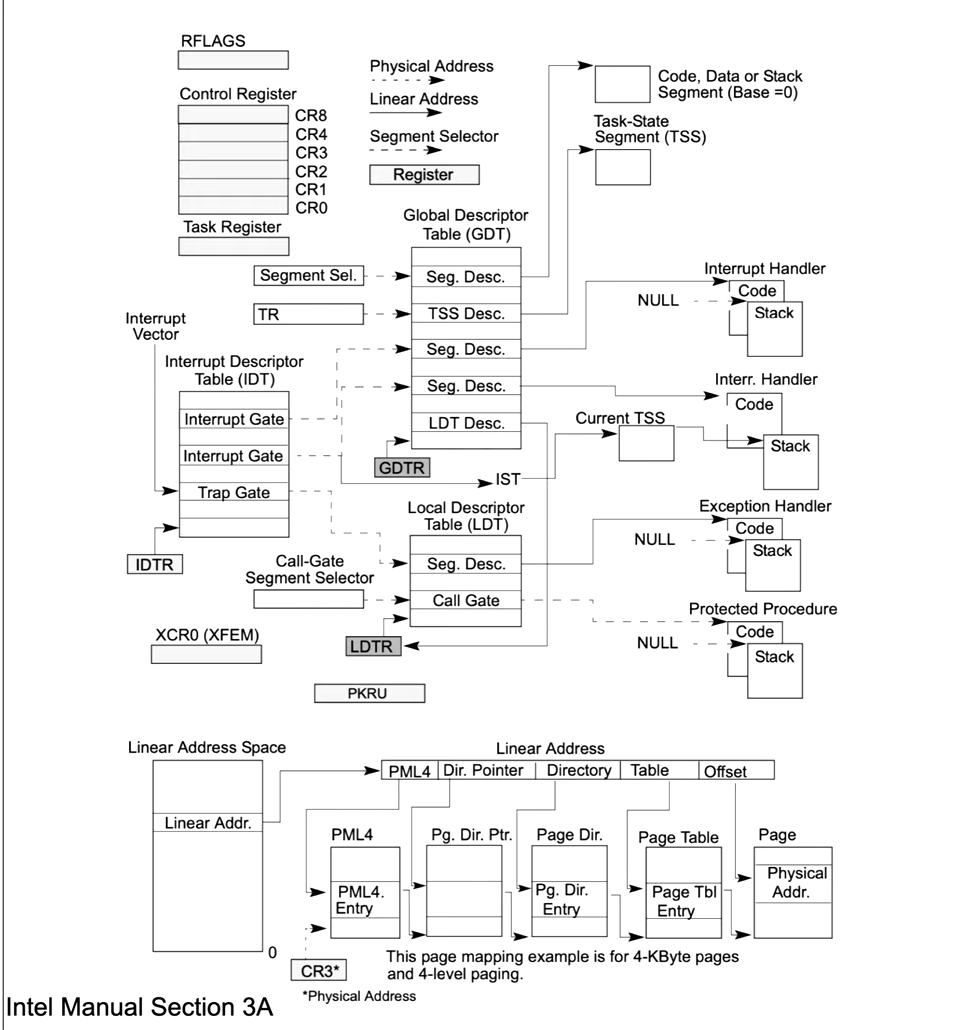 RFLAGS
Physical Address
Control Register
Linear Address
CR8
CR4
CR3
CR2
CR1
CR0
Segment Selector
Register
Task Register
Code, Data or Stack
Segment (Base =0)
Task-State
Segment (TSS)
Global Descriptor
Table (GDT)
Segment Sel.
Seg. Desc.
TR
TSS Desc.
Seg. Desc.
Seg. Desc.
LDT Desc.
GDTR
Interrupt Handler
Code
NULL
Stack
Interrupt
Vector
Interrupt Descriptor
Table (IDT)
Interrupt Gate
Interrupt Gate
Trap Gate
IDTR
Interr. Handler
Code
Current TSS
Stack
IST
Local Descriptor
Table (LDT)
Seg. Desc.
Call Gate
LDTR
Call-Gate
Segment Selector
Exception Handler
Code
NULL
Stack
Protected Procedure
Code
NULL
Stack
XCR0 (XFEM)
PKRU
Linear Address Space
Linear Addr.
0
Linear Address
PML4 Dir. Pointer Directory Table Offset
PML4
Pg. Dir. Ptr.
Page Dir.
Page Table
Page
PML4.
Entry
Pg. Dir.
Entry
Page Tbl
Entry
Physical
Addr.
CR3*
This page mapping example is for 4-KByte pages
and 4-level paging.
*Physical Address
Intel Manual Section 3A